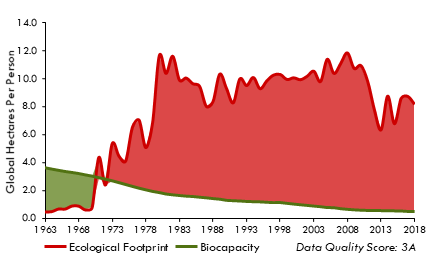 Global Hectares Per Person
14.0
12.0
10.0
8.0
6.0
4.0
2.0
0.0
1963 1968 1973 1978 1983 1988 1993 1998 2003 2008 2013 2018
Ecological Footprint Biocapacity Data Quality Score: 3A